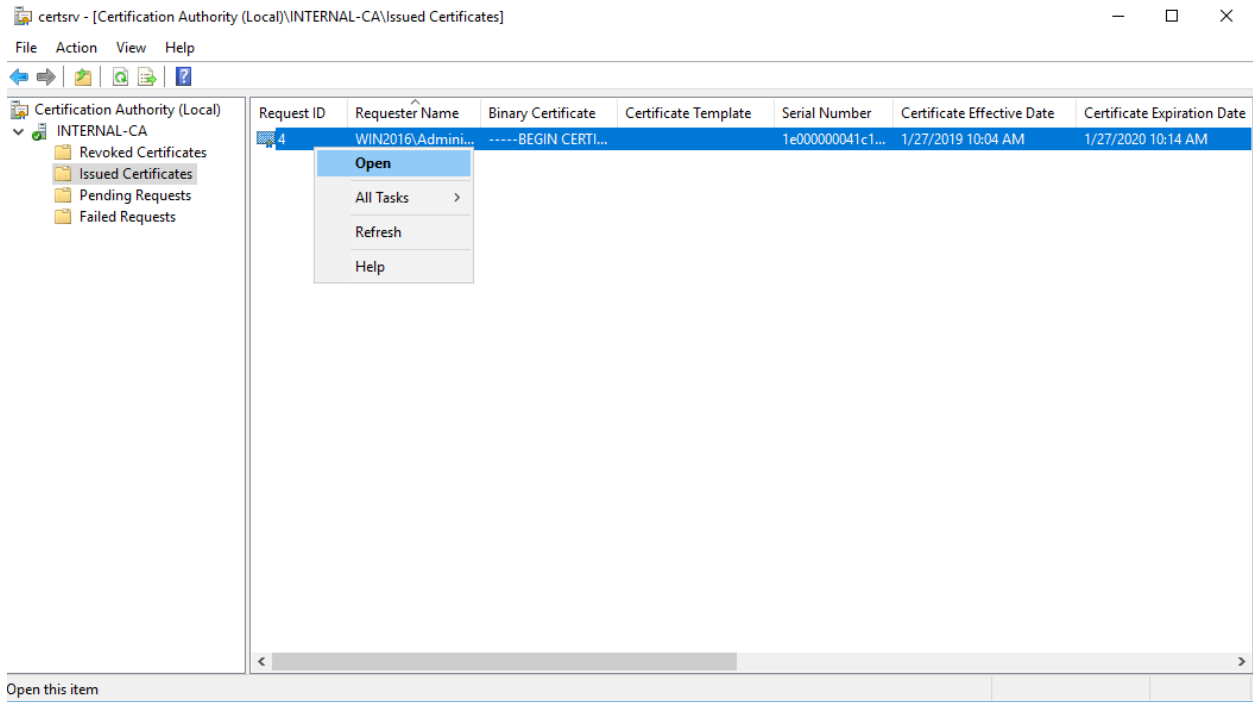 certsrv - [Certification Authority (Local)\INTERNAL-CA\Issued Certificates]
File Action View Help
Certification Authority (Local)
INTERNAL-CA
Revoked Certificates
Issued Certificates
Pending Requests
Failed Requests
Request ID Requester Name Binary Certificate Certificate Template Serial Number Certificate Effective Date Certificate Expiration Date
4 WIN2016\Admini... -----BEGIN CERTI... 1e000000041c1... 1/27/2019 10:04 AM 1/27/2020 10:14 AM
Open
All Tasks
Refresh
Help
Open this item